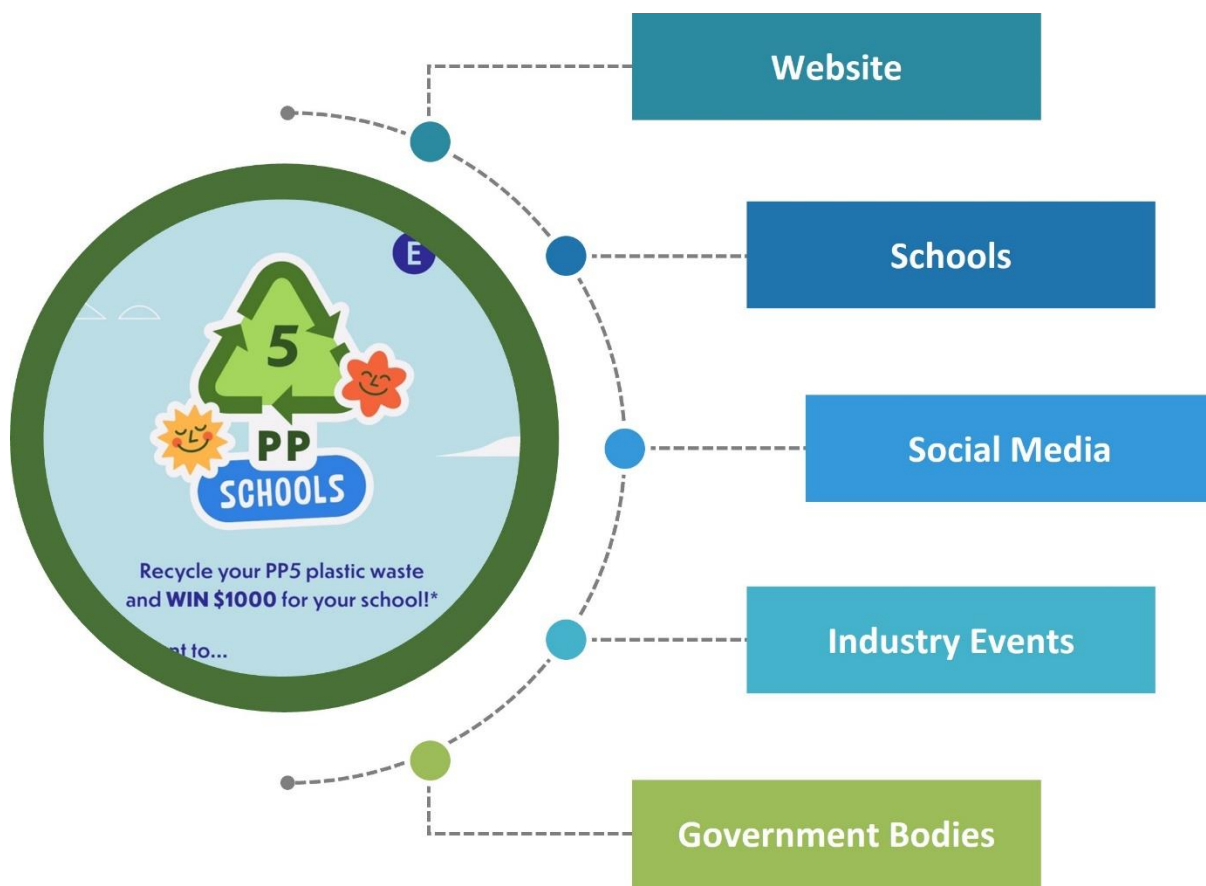 Website
Schools
Social Media
Industry Events
Government Bodies
E
5
PP
SCHOOLS
Recycle your PP5 plastic waste
and WIN $1000 for your school!*
to...